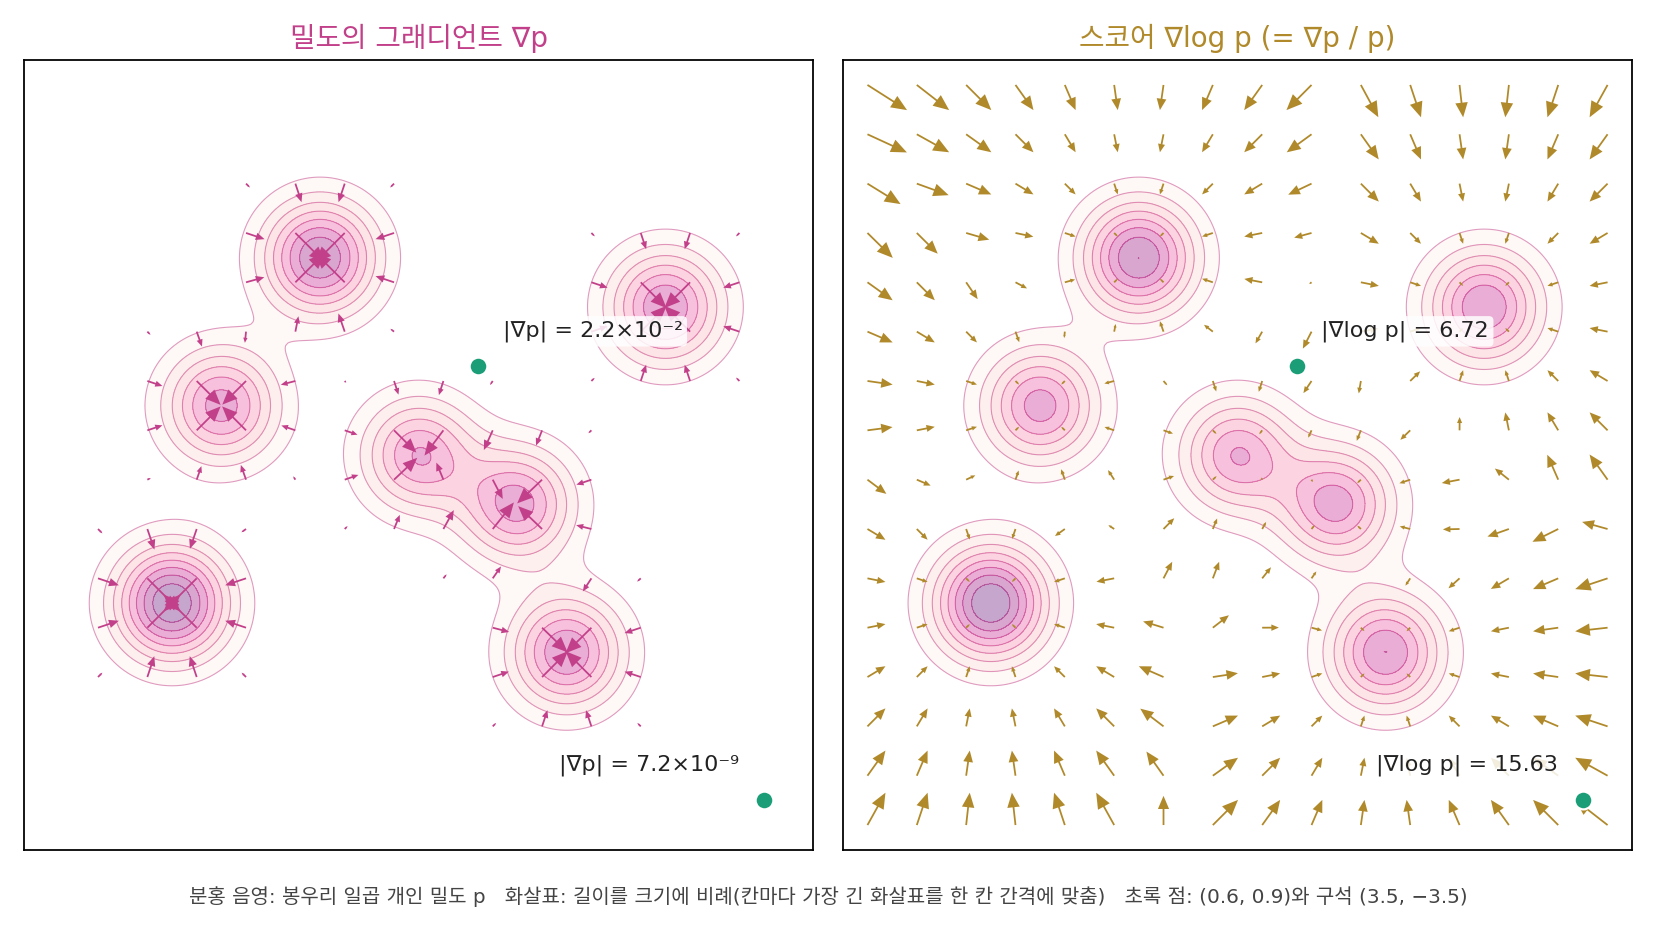 밀도의 그래디언트 ∇p
스코어 ∇log p (= ∇p / p)
|∇p| = 2.2×10⁻²
|∇log p| = 6.72
|∇p| = 7.2×10⁻⁹
|∇log p| = 15.63
분홍 음영: 봉우리 일곱 개인 밀도 p 화살표: 길이를 크기에 비례(칸마다 가장 긴 화살표를 한 칸 간격에 맞춤) 초록 점: (0.6, 0.9)와 구석 (3.5, −3.5)